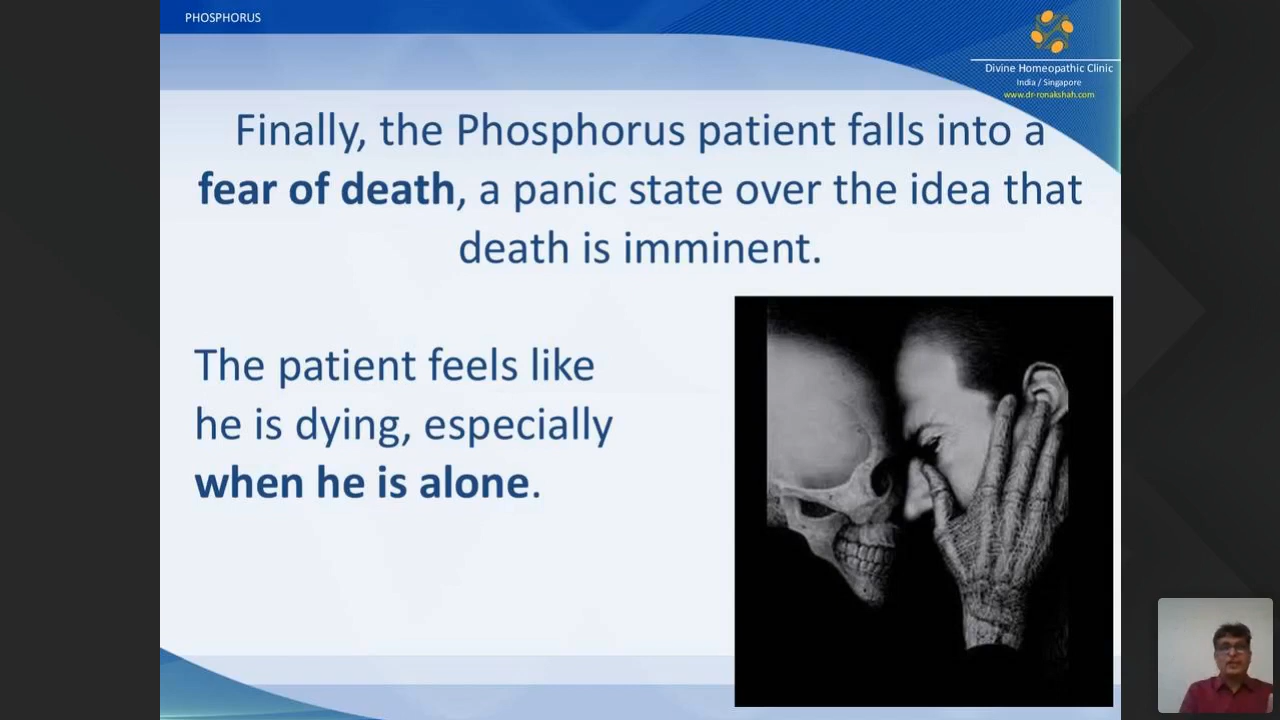 PHOSPHORUS
Divine Homeopathic Clinic
India / Singapore
www.dr-ronakshah.com
Finally, the Phosphorus patient falls into a
fear of death, a panic state over the idea that
death is imminent.
The patient feels like
he is dying, especially
when he is alone.